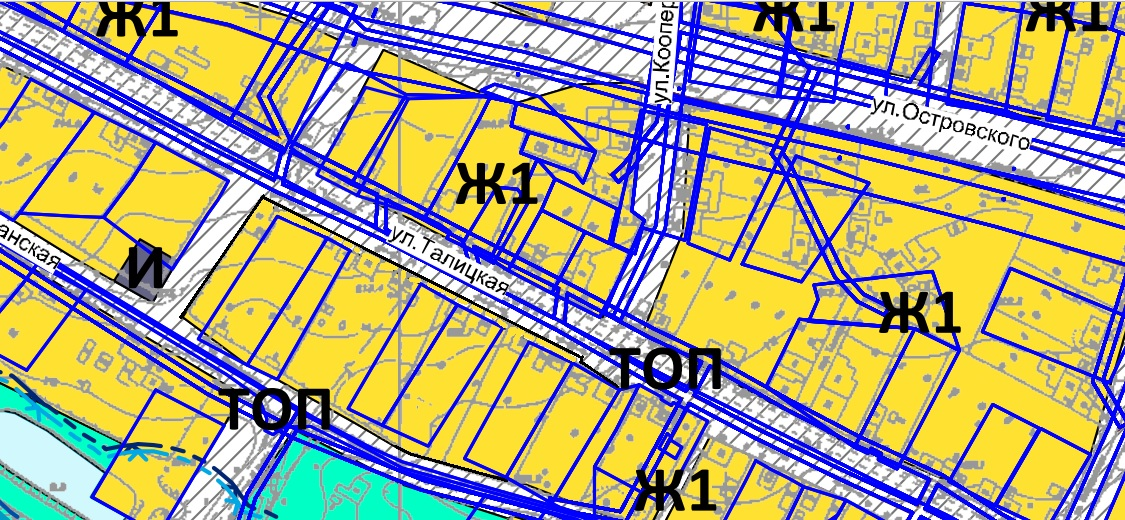 Ж1
Ж1
Ж1
ул.Коопер
ул.Островского
Ж1
ул. Талицкая
анская
И
Ж1
ТОП
ТОП
Ж1